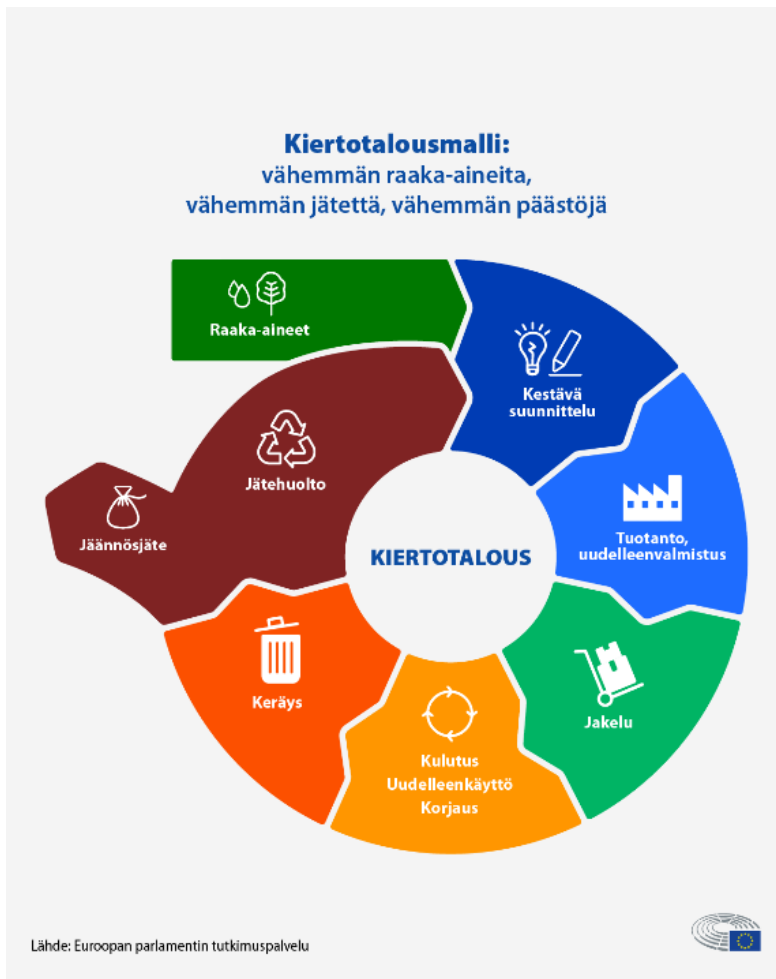 Kiertotalousmalli:
vähemmän raaka-aineita,
vähemmän jätettä, vähemmän päästöjä
Raaka-aineet
Kestävä
suunnittelu
Tuotanto,
uudelleenvalmistus
Jakelu
Kulutus
Uudelleenkäyttö
Korjaus
Keräys
Jätehuolto
Jäännösjäte
KIERTOTALOUS
Lähde: Euroopan parlamentin tutkimuspalvelu